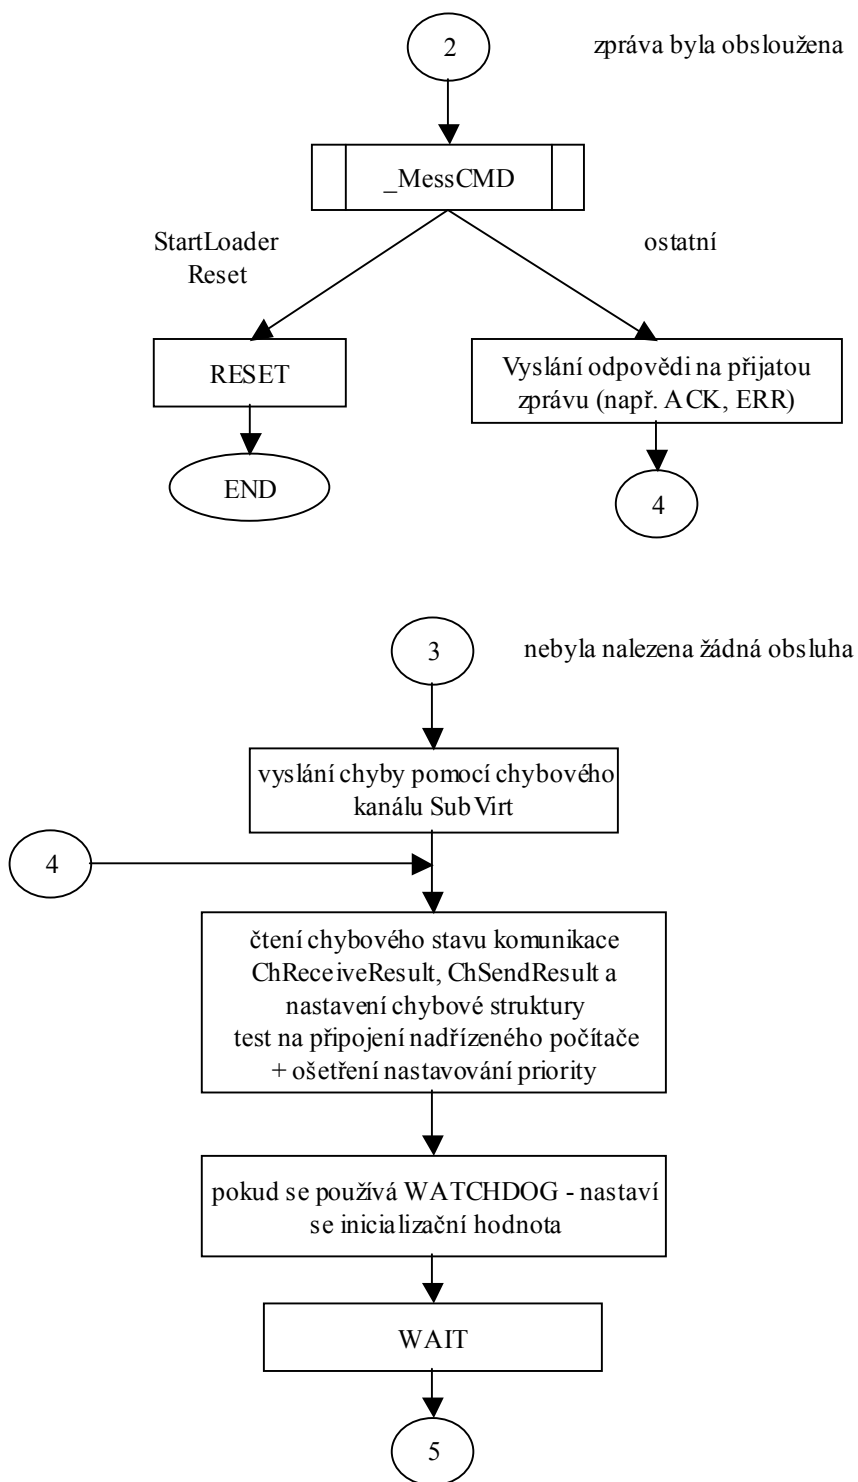 2
zpráva byla obsloužena
_MessCMD
StartLoader
Reset
ostatní
RESET
Vyslání odpovědi na přijatou
zprávu (např. ACK, ERR)
END
4
3
nebyla nalezena žádná obsluha
vyslání chyby pomocí chybového
kanálu SubVirt
4
čtení chybového stavu komunikace
ChReceiveResult, ChSendResult a
nastavení chybové struktury
test na připojení nadřízeného počítače
+ ošetření nastavování priority
pokud se používá WATCHDOG - nastaví
se inicializační hodnota
WAIT
5